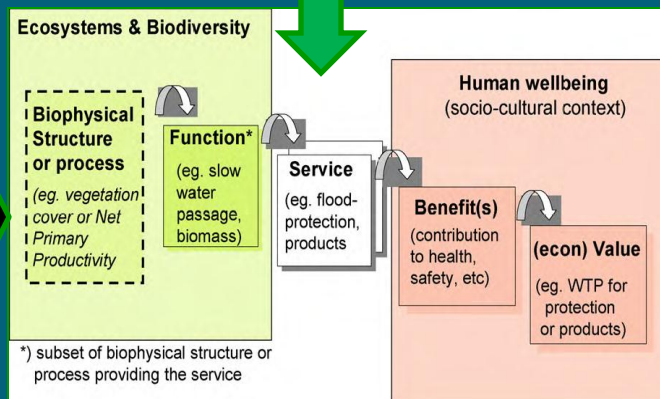 Ecosystems & Biodiversity
Biophysical
Structure
or process
(eg. vegetation
cover or Net
Primary
Productivity
Function*
(eg. slow
water
passage,
biomass)
Service
(eg. flood-
protection,
products
Human wellbeing
(socio-cultural context)
Benefit(s)
(contribution
to health,
safety, etc)
(econ) Value
(eg. WTP for
protection
or products)
*) subset of biophysical structure or
process providing the service